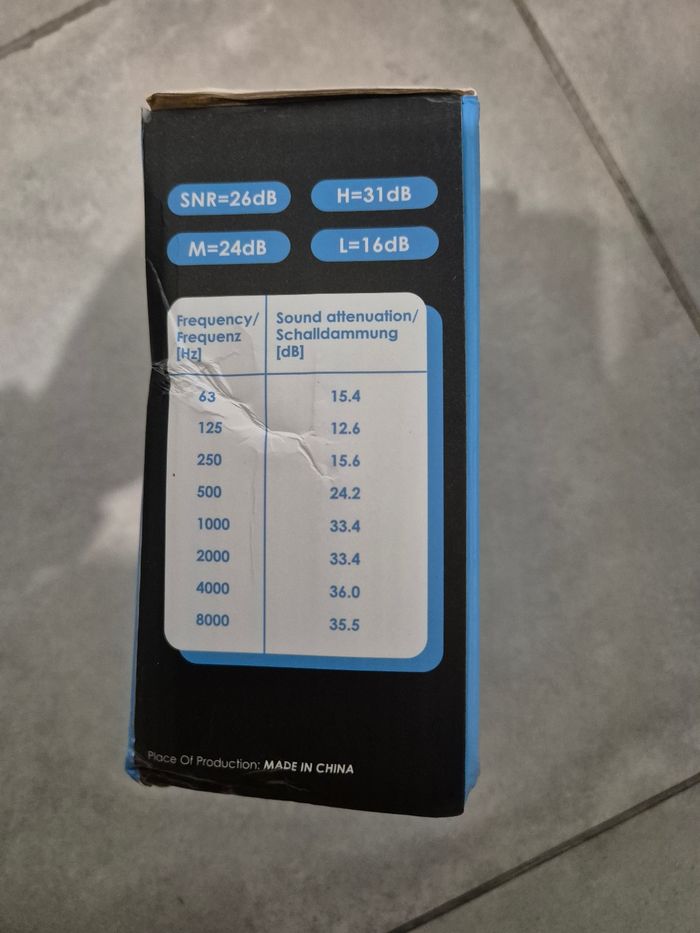 SNR=26dB H=31dB
M=24dB L=16dB
Frequency/ Sound attenuation/
Frequenz Schalldammung
[Hz] [dB]
63 15.4
125 12.6
250 15.6
500 24.2
1000 33.4
2000 33.4
4000 36.0
8000 35.5
Place Of Production: MADE IN CHINA